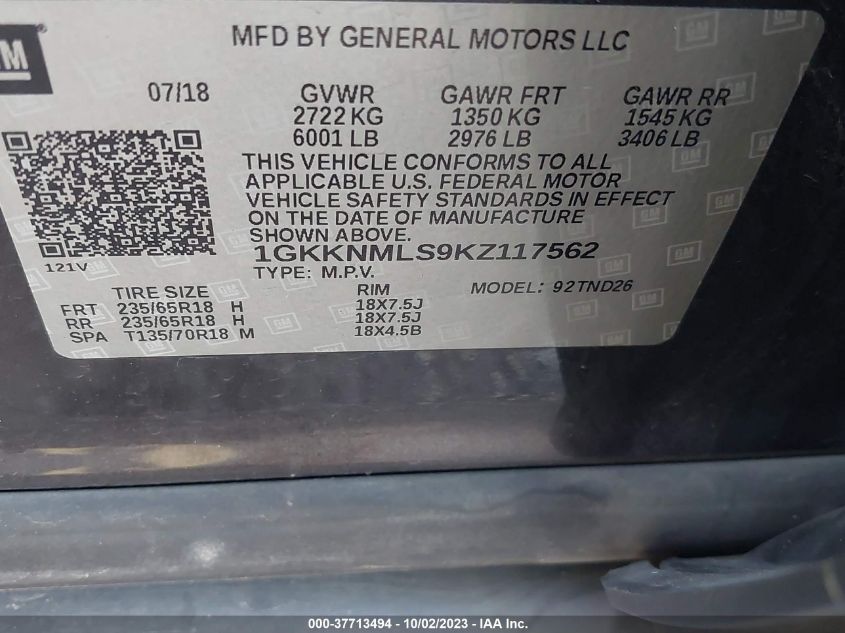 GM
MFD BY GENERAL MOTORS LLC
07/18 GVWR GAWR FRT GAWR RR
2722 KG 1350 KG 1545 KG
6001 LB 2976 LB 3406 LB
THIS VEHICLE CONFORMS TO ALL
APPLICABLE U.S. FEDERAL MOTOR
VEHICLE SAFETY STANDARDS IN EFFECT
ON THE DATE OF MANUFACTURE
SHOWN ABOVE.
1GKKNMLS9KZ117562
121V
TYPE: M.P.V.
MODEL: 92TND26
TIRE SIZE RIM
FRT 235/65R18 H 18X7.5J
RR 235/65R18 H 18X7.5J
SPA T135/70R18 M 18X4.5B
000-37713494 - 10/02/2023 - IAA Inc.